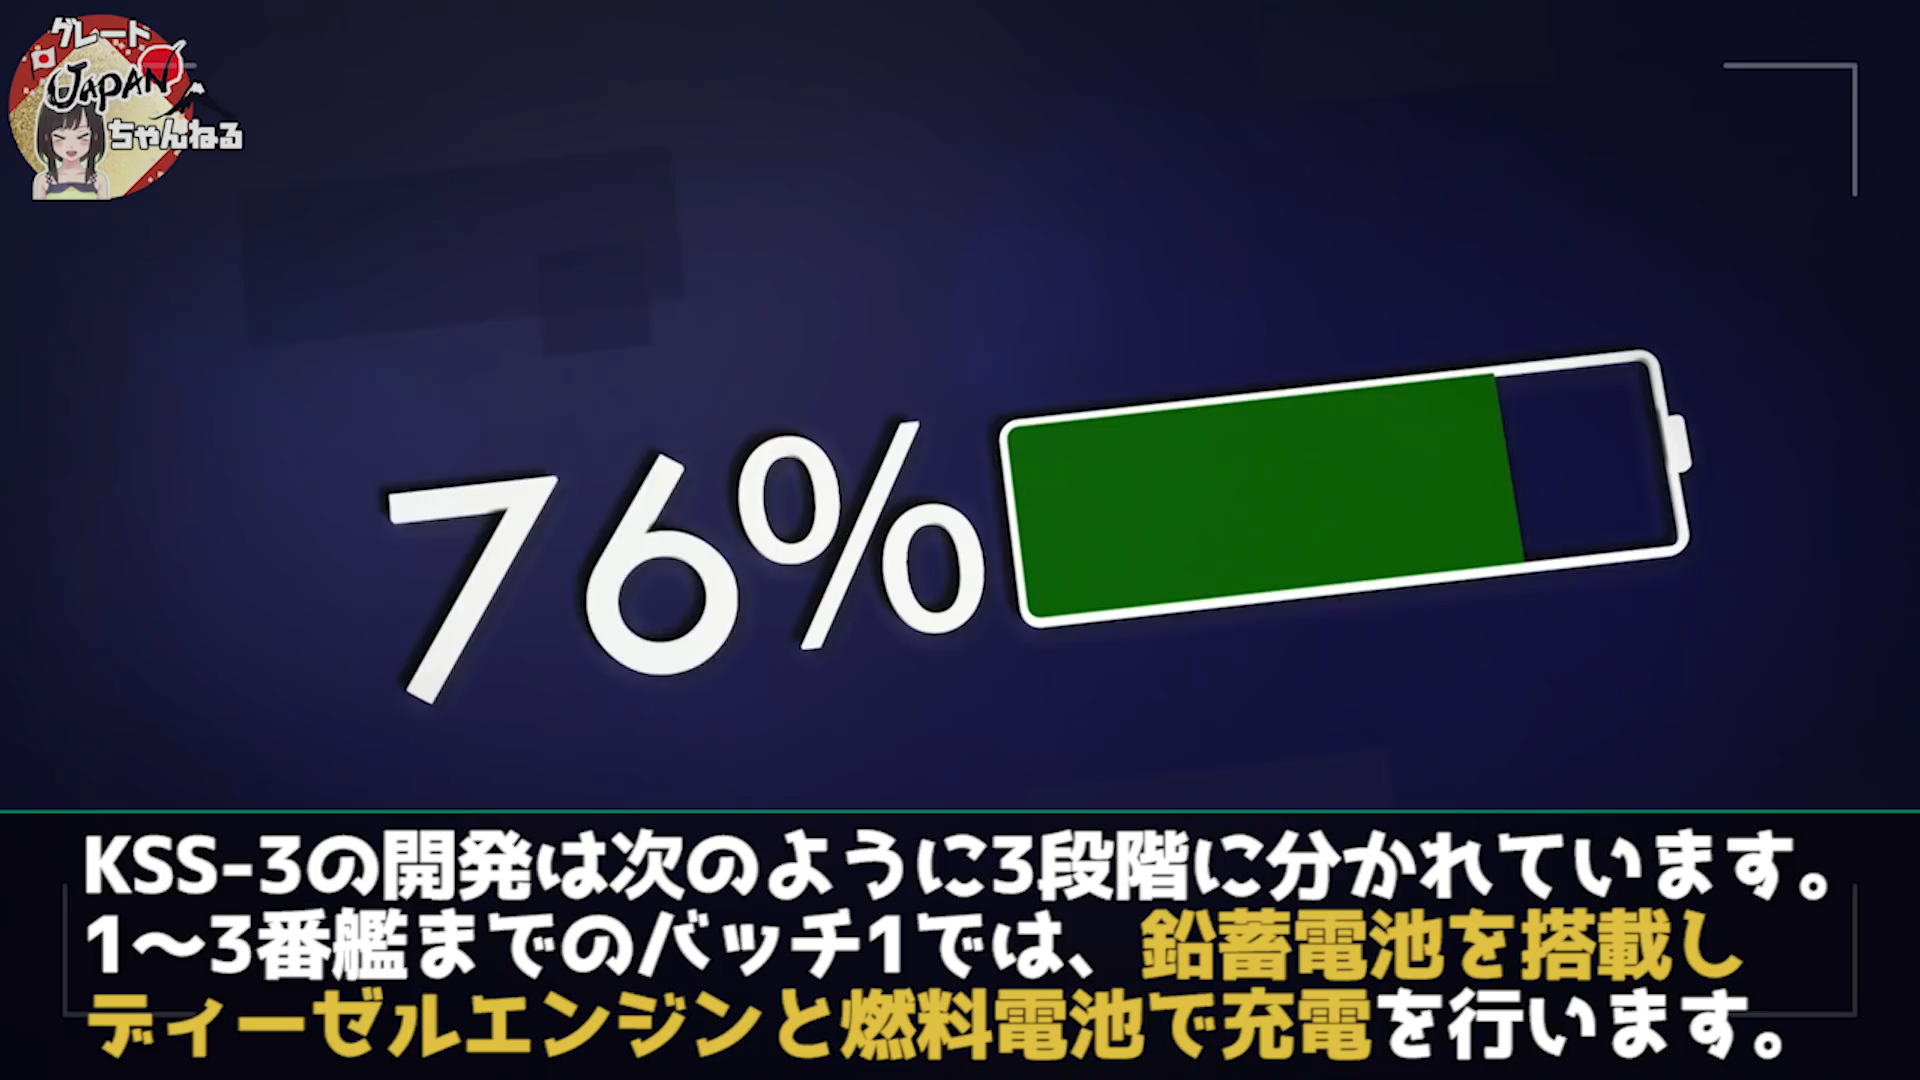 グレート
JAPAN
ちゃんねる
76%
KSS-3の開発は次のように3段階に分かれています。
1〜3番艦までのバッチ1では、鉛蓄電池を搭載し
ディーゼルエンジンと燃料電池で充電を行います。